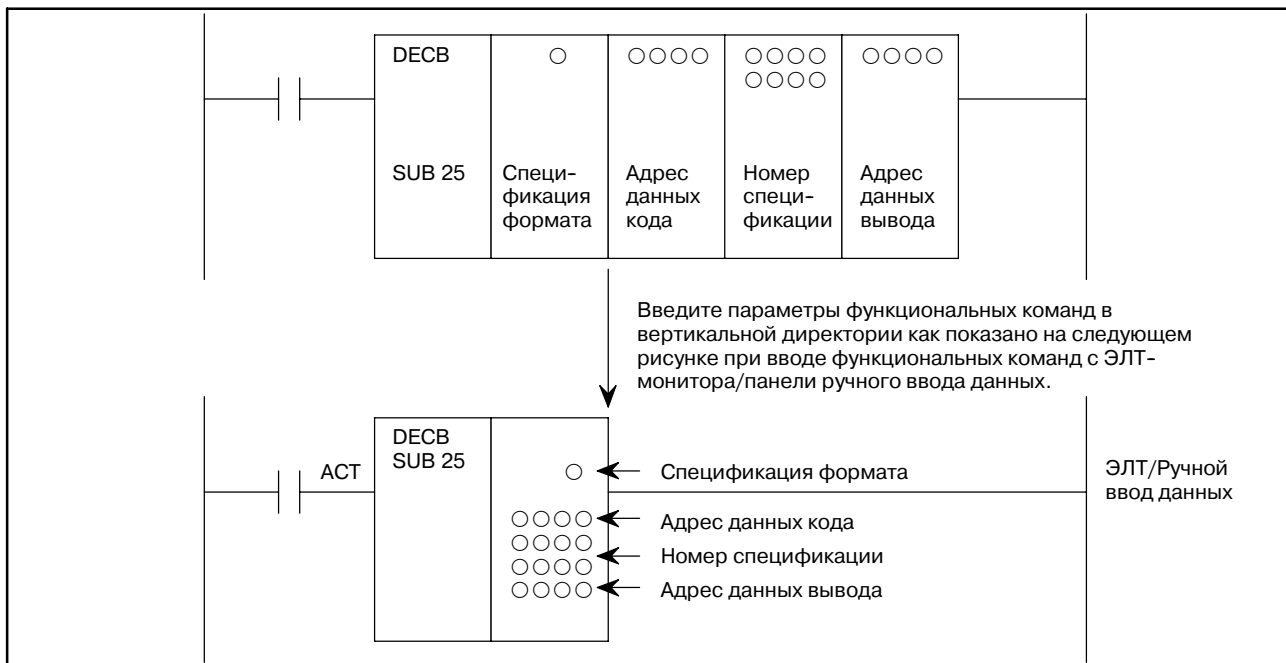 DECB
SUB 25
Специ-
фикация
формата
Адрес
данных
кода
Номер
специ-
фикации
Адрес
данных
вывода
Введите параметры функциональных команд в
вертикальной директории как показано на следующем
рисунке при вводе функциональных команд с ЭЛТ-
монитора/панели ручного ввода данных.
ACT
DECB
SUB 25
Спецификация формата
Адрес данных кода
Номер спецификации
Адрес данных вывода
ЭЛТ/Ручной
ввод данных